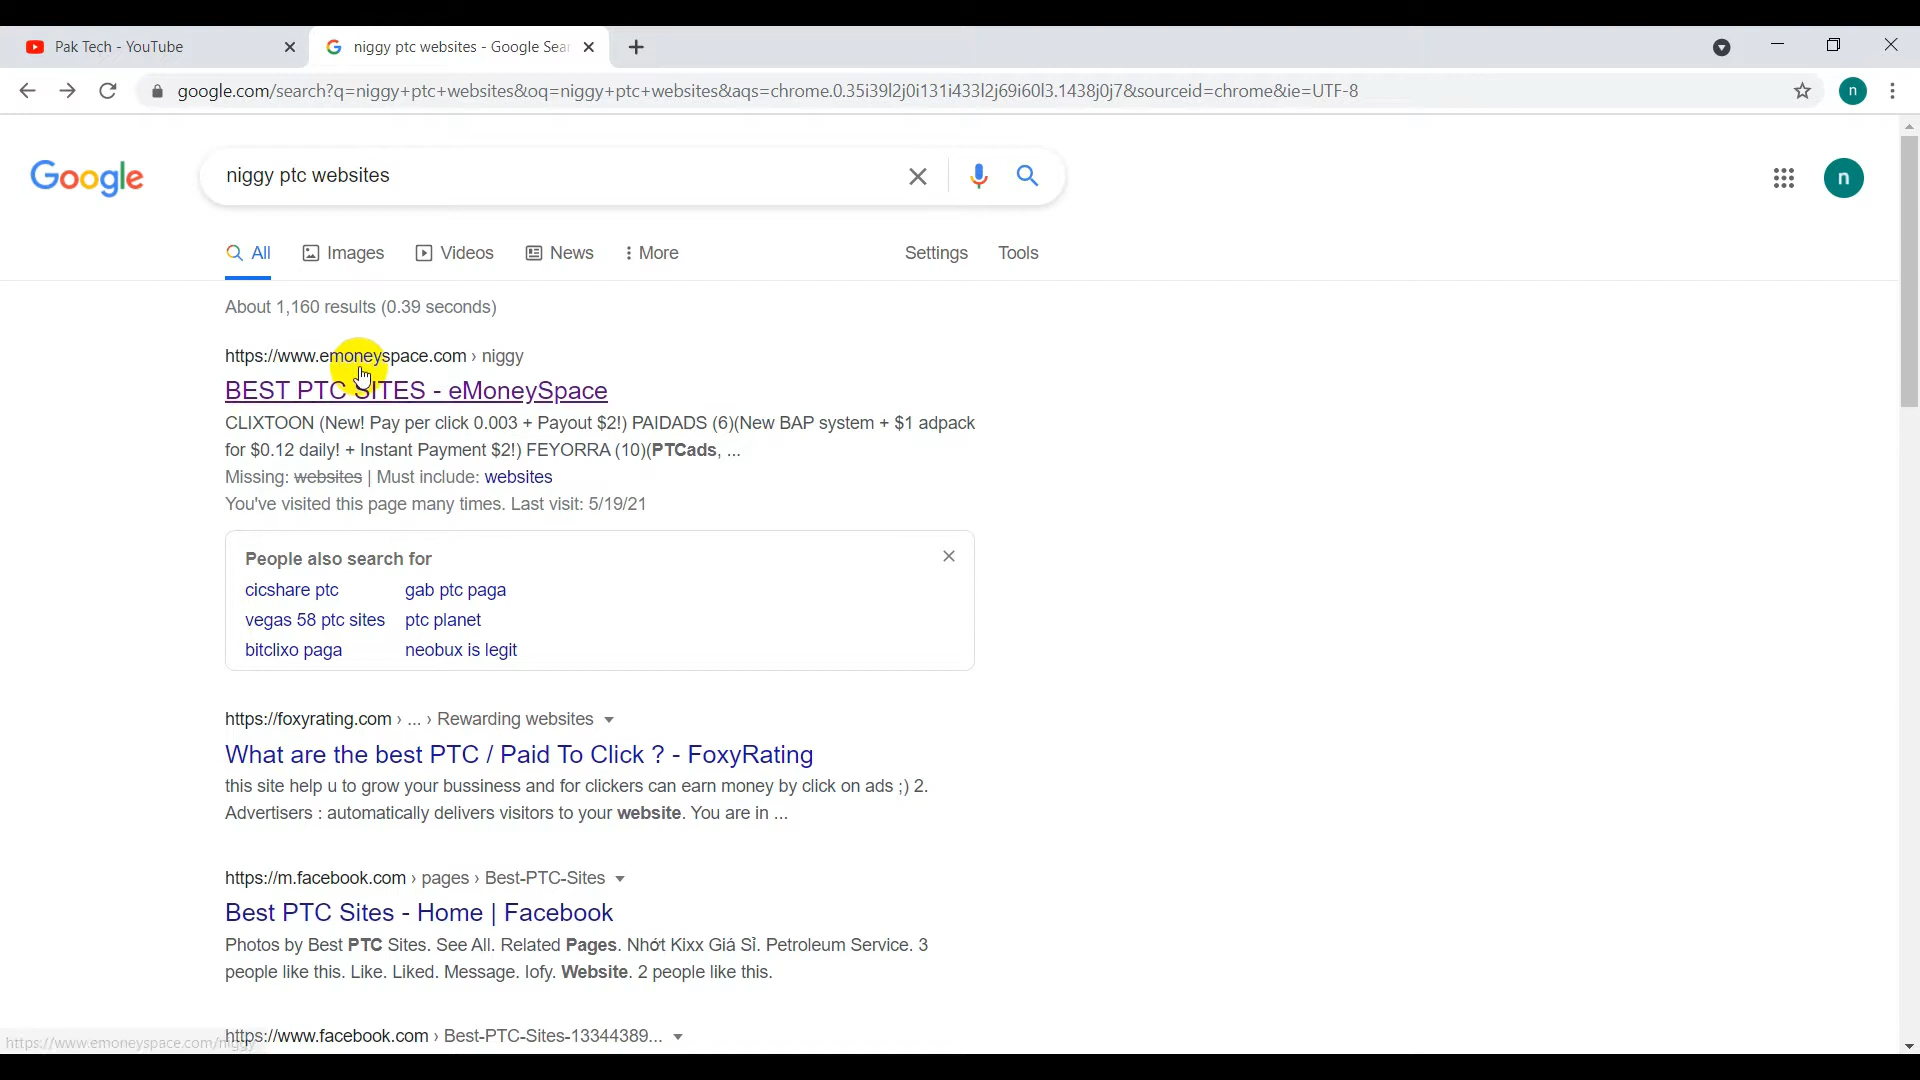 Pak Tech - YouTube
niggy ptc websites - Google Sear
google.com/search?q=niggy+ptc+websites&oq=niggy+ptc+websites&aqs=chrome.0.35i39l2j0i131i433l2j69i60l3.1438j0j7&sourceid=chrome&ie=UTF-8
n
Google
niggy ptc websites
n
All
Images
Videos
News
More
Settings
Tools
About 1,160 results (0.39 seconds)
https://www.emoneyspace.com › niggy
BEST PTC SITES - eMoneySpace
CLIXTOON (New! Pay per click 0.003 + Payout $2!) PAIDADS (6)(New BAP system + $1 adpack
for $0.12 daily! + Instant Payment $2!) FEYORRA (10)(PTCads, ...
Missing: websites | Must include: websites
You've visited this page many times. Last visit: 5/19/21
People also search for
cicshare ptc gab ptc paga
vegas 58 ptc sites ptc planet
bitclixo paga neobux is legit
https://foxyrating.com › ... › Rewarding websites
What are the best PTC / Paid To Click ? - FoxyRating
this site help u to grow your bussiness and for clickers can earn money by click on ads ;) 2.
Advertisers : automatically delivers visitors to your website. You are in ...
https://m.facebook.com › pages › Best-PTC-Sites
Best PTC Sites - Home | Facebook
Photos by Best PTC Sites. See All. Related Pages. Nhớt Kixx Giá Sỉ. Petroleum Service. 3
people like this. Like. Liked. Message. Iofy. Website. 2 people like this.
https://www.facebook.com › Best-PTC-Sites-13344389...
https://www.emoneyspace.com/niggy